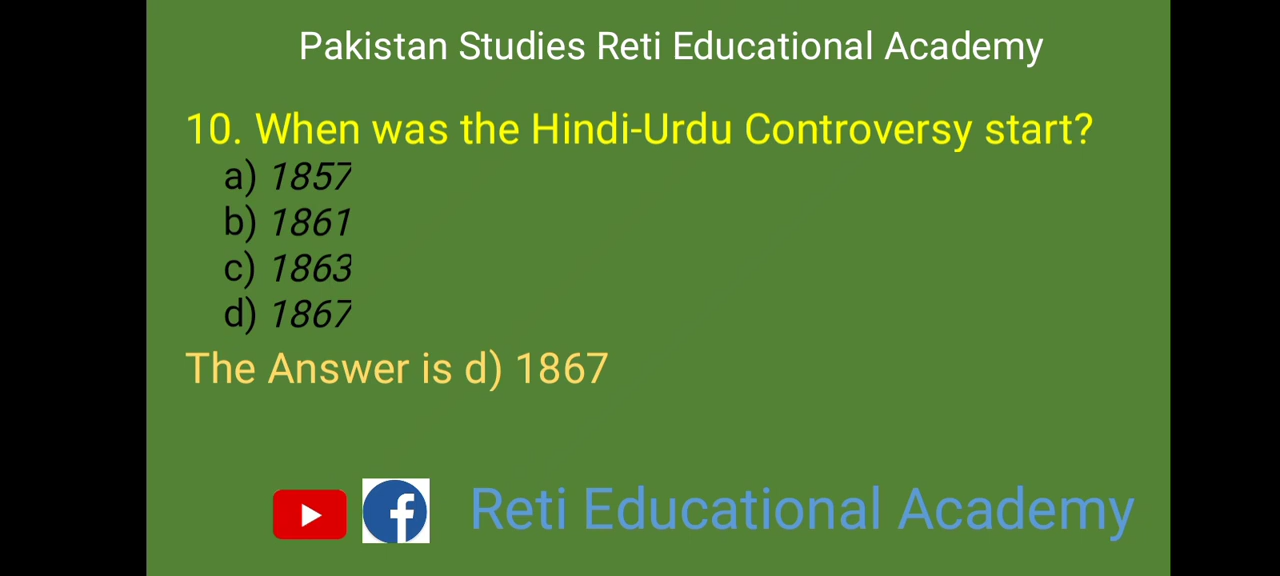 Pakistan Studies Reti Educational Academy
10. When was the Hindi-Urdu Controversy start?
a) 1857
b) 1861
c) 1863
d) 1867
The Answer is d) 1867
f Reti Educational Academy